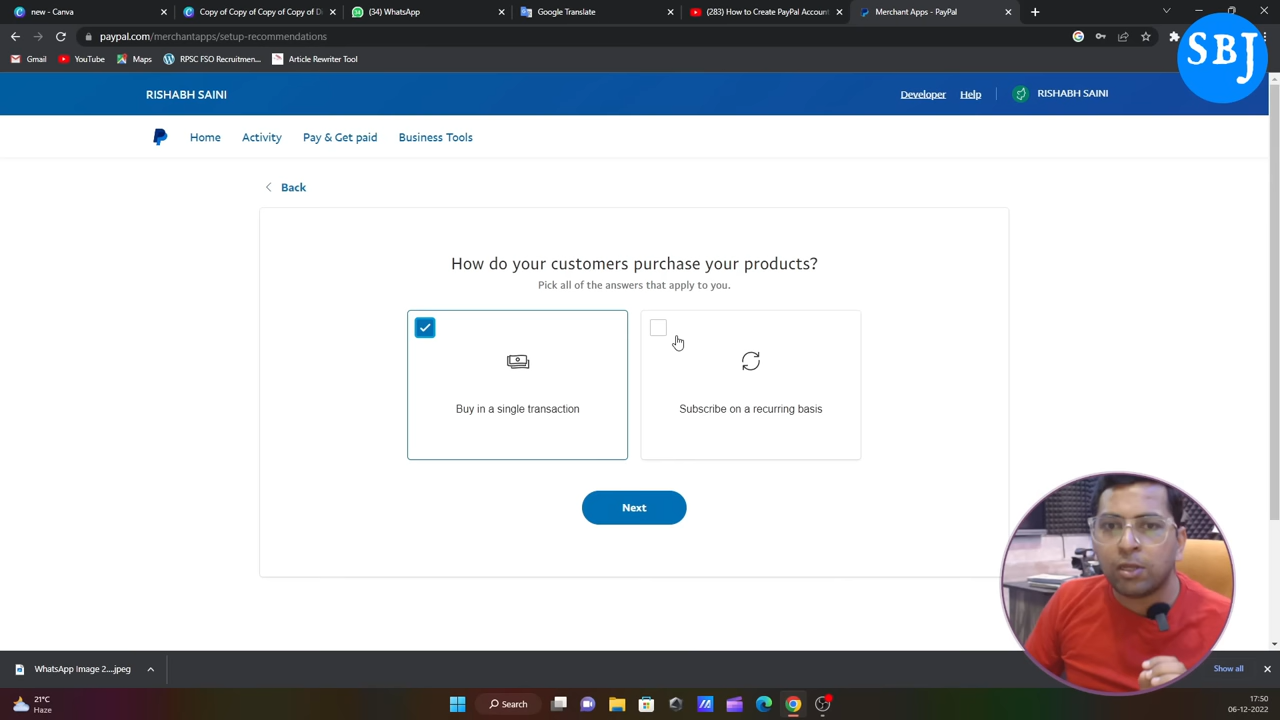 new - Canva
Copy of Copy of Copy of Copy of D
(34) WhatsApp
Google Translate
(283) How to Create PayPal Account
Merchant Apps - PayPal
paypal.com/merchantapps/setup-recommendations
Gmail
YouTube
Maps
RPSC FSO Recruitmen...
Article Rewriter Tool
SBJ
RISHABH SAINI
Developer
Help
RISHABH SAINI
Home
Activity
Pay & Get paid
Business Tools
Back
How do your customers purchase your products?
Pick all of the answers that apply to you.
Buy in a single transaction
Subscribe on a recurring basis
Next
WhatsApp Image 2....jpeg
Show all
21°C
Haze
Search
17:50
06-12-2022